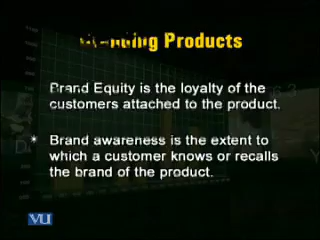 Branding Products
Brand Equity is the loyalty of the
customers attached to the product.
* Brand awareness is the extent to
which a customer knows or recalls
the brand of the product.
VU